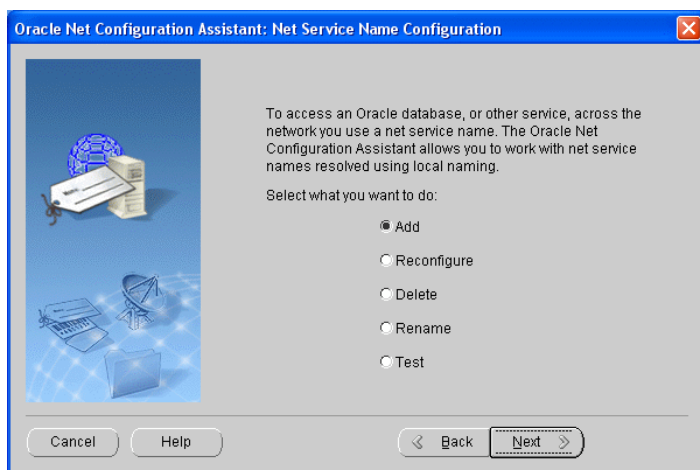 Oracle Net Configuration Assistant: Net Service Name Configuration
To access an Oracle database, or other service, across the
network you use a net service name. The Oracle Net
Configuration Assistant allows you to work with net service
names resolved using local naming.
Select what you want to do:
Add
Reconfigure
Delete
Rename
Test
Cancel
Help
Back
Next